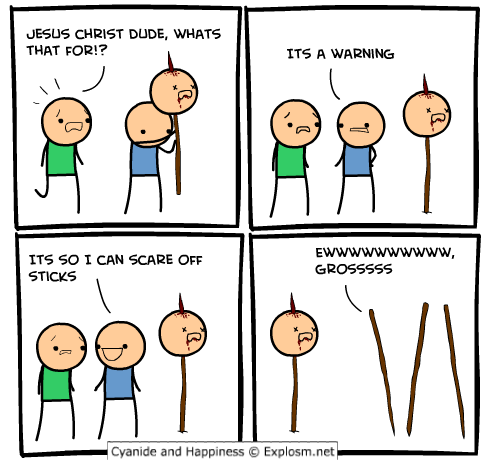 JESUS CHRIST DUDE, WHATS
THAT FOR!?
ITS A WARNING
ITS SO I CAN SCARE OFF
STICKS
EWWWWWWWWWW,
GROSSSSS
Cyanide and Happiness © Explosm.net